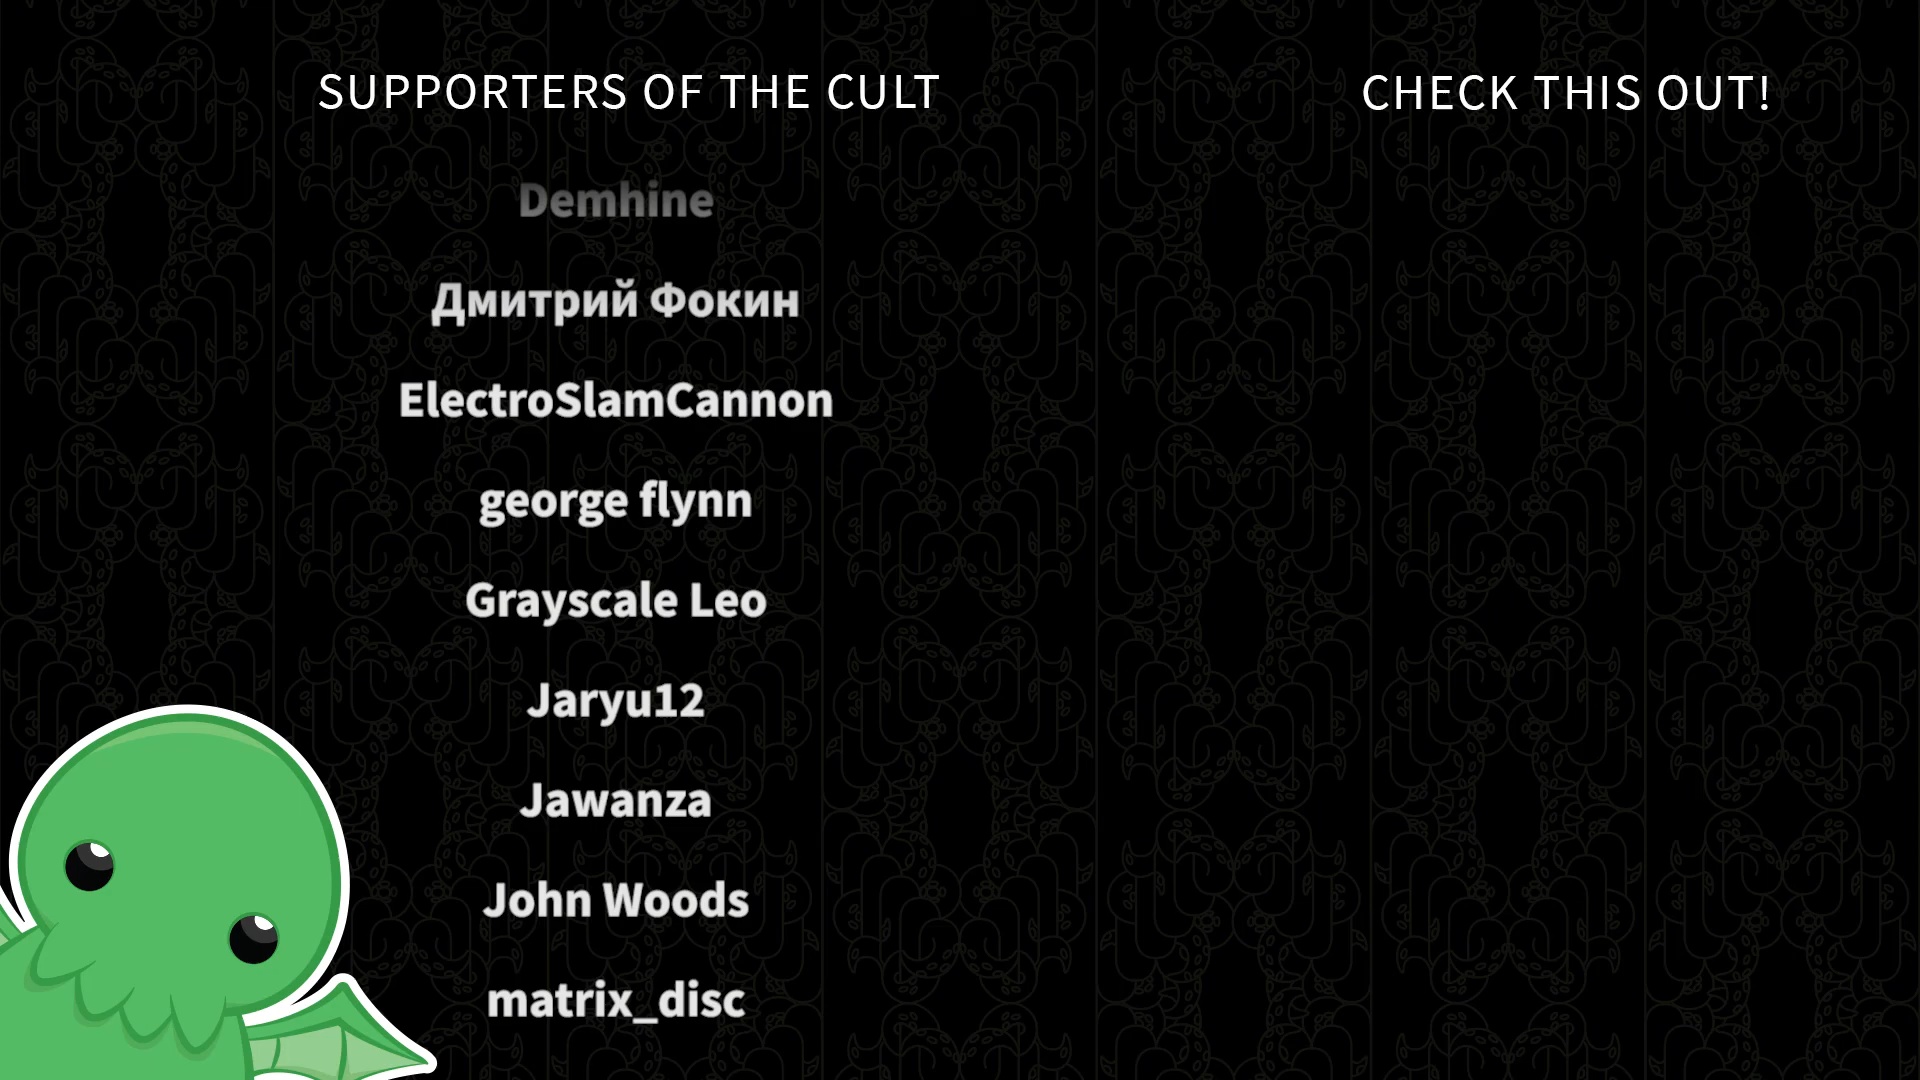 SUPPORTERS OF THE CULT
CHECK THIS OUT!
Demhine
Дмитрий Фокин
ElectroSlamCannon
george flynn
Grayscale Leo
Jaryu12
Jawanza
John Woods
matrix_disc